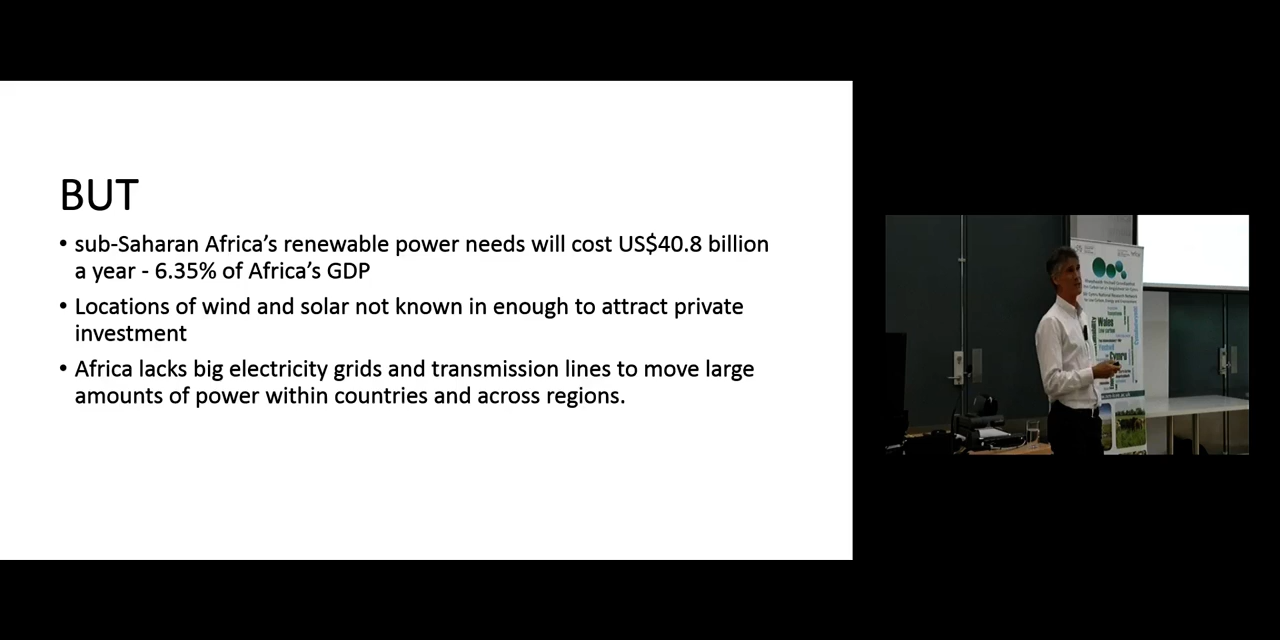 BUT
• sub-Saharan Africa’s renewable power needs will cost US$40.8 billion
a year - 6.35% of Africa’s GDP
• Locations of wind and solar not known in enough to attract private
investment
• Africa lacks big electricity grids and transmission lines to move large
amounts of power within countries and across regions.
Wales
Cymru